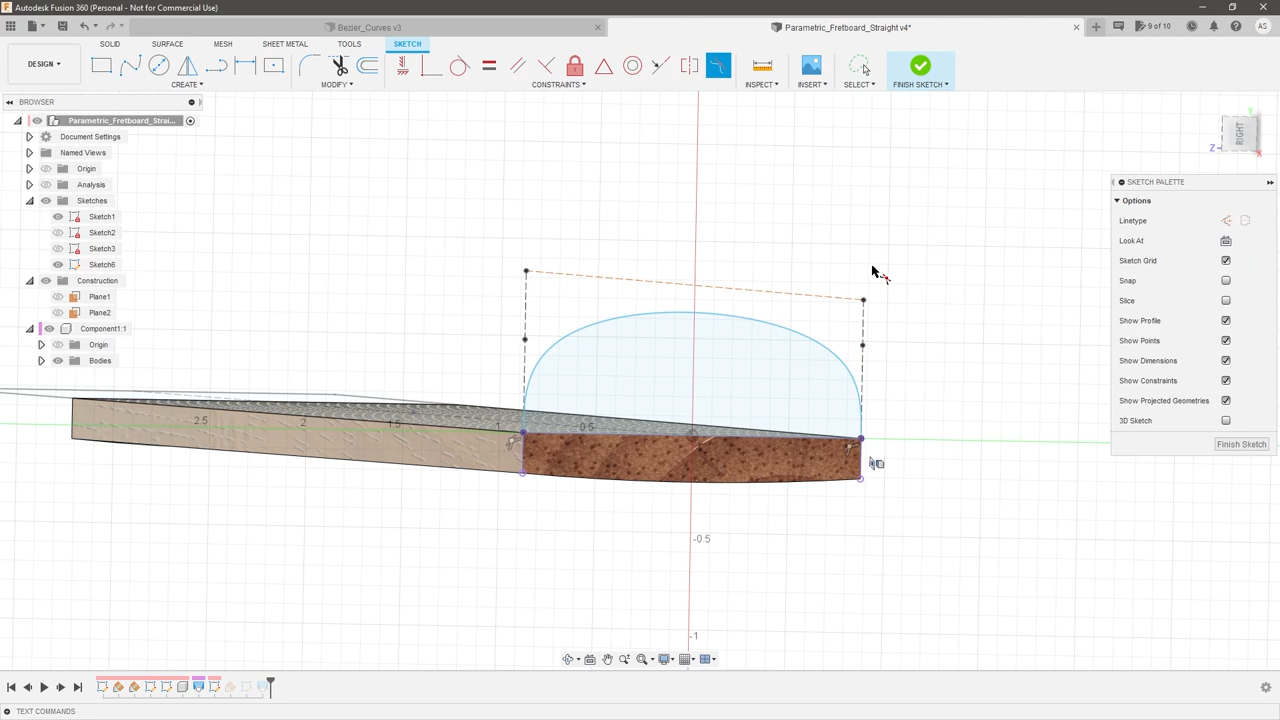 Autodesk Fusion 360 (Personal - Not for Commercial Use)
Bezier_Curves v3
Parametric_Fretboard_Straight v4*
9 of 10
AS
SOLID
SURFACE
MESH
SHEET METAL
TOOLS
SKETCH
DESIGN
CREATE
MODIFY
CONSTRAINTS
INSPECT
INSERT
SELECT
FINISH SKETCH
BROWSER
Parametric_Fretboard_Strai...
Document Settings
Named Views
Origin
Analysis
Sketches
Sketch1
Sketch2
Sketch3
Sketch6
Construction
Plane1
Plane2
Component1:1
Origin
Bodies
Y
RIGHT
Z
X
SKETCH PALETTE
Options
Linetype
Look At
Sketch Grid
Snap
Slice
Show Profile
Show Points
Show Dimensions
Show Constraints
Show Projected Geometries
3D Sketch
Finish Sketch
2.5
2
1.5
1
0.5
-0.5
-1
TEXT COMMANDS